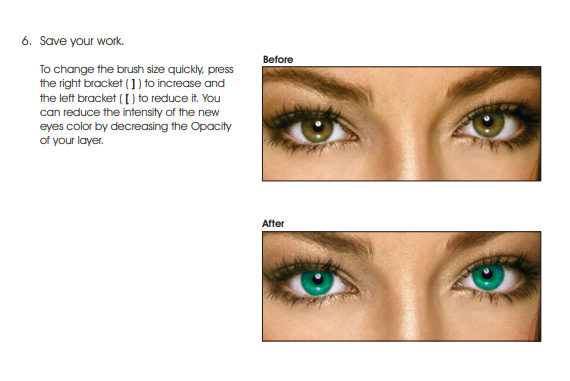 6. Save your work.
To change the brush size quickly, press
the right bracket ( ] ) to increase and
the left bracket ( [ ) to reduce it. You
can reduce the intensity of the new
eyes color by decreasing the Opacity
of your layer.
Before
After